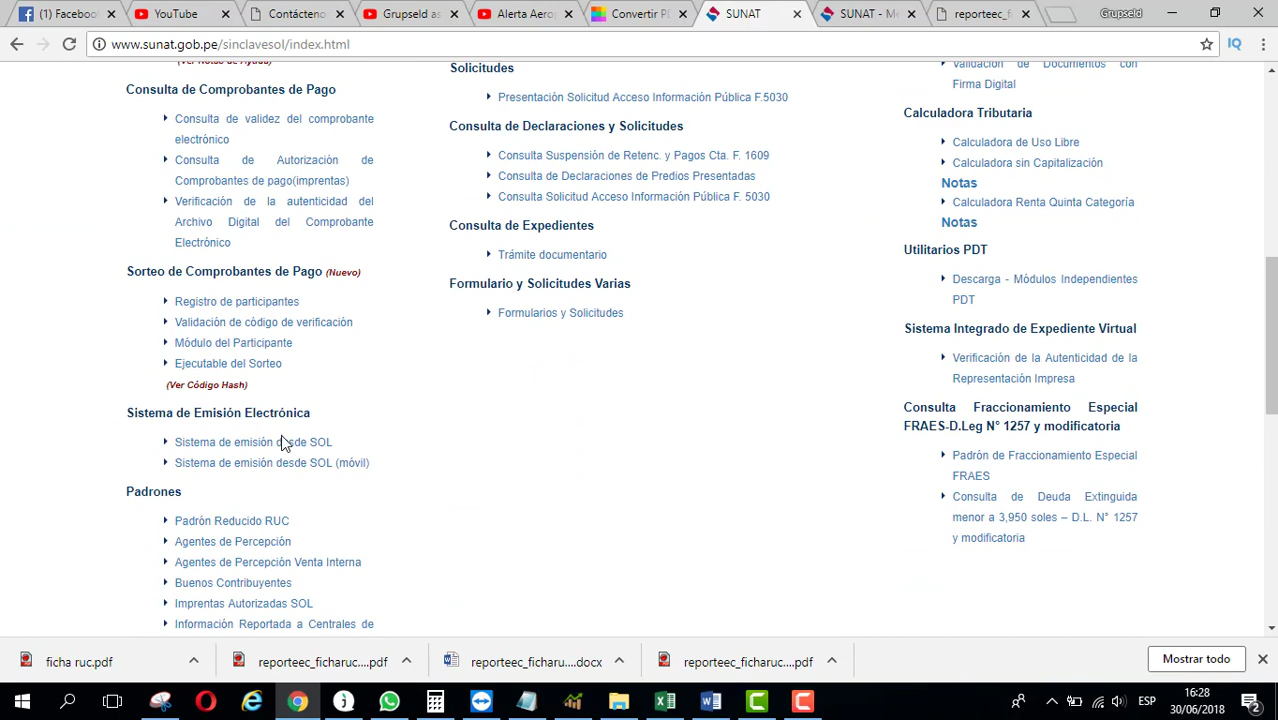 (1) Facebo
YouTube
Contácten
Grupseld as
Alerta Aero
Convertir P
SUNAT
SUNAT - M
reporteec_f
Grupseld
www.sunat.gob.pe/sinclavesol/index.html
(Ver Notas de Ayuda)
Consulta de Comprobantes de Pago
Consulta de validez del comprobante
electrónico
Consulta de Autorización de
Comprobantes de pago(imprentas)
Verificación de la autenticidad del
Archivo Digital del Comprobante
Electrónico
Sorteo de Comprobantes de Pago (Nuevo)
Registro de participantes
Validación de código de verificación
Módulo del Participante
Ejecutable del Sorteo
(Ver Código Hash)
Sistema de Emisión Electrónica
Sistema de emisión desde SOL
Sistema de emisión desde SOL (móvil)
Padrones
Padrón Reducido RUC
Agentes de Percepción
Agentes de Percepción Venta Interna
Buenos Contribuyentes
Imprentas Autorizadas SOL
Información Reportada a Centrales de
Solicitudes
Presentación Solicitud Acceso Información Pública F.5030
Consulta de Declaraciones y Solicitudes
Consulta Suspensión de Retenc. y Pagos Cta. F. 1609
Consulta de Declaraciones de Predios Presentadas
Consulta Solicitud Acceso Información Pública F. 5030
Consulta de Expedientes
Trámite documentario
Formulario y Solicitudes Varias
Formularios y Solicitudes
Validación de Documentos con
Firma Digital
Calculadora Tributaria
Calculadora de Uso Libre
Calculadora sin Capitalización
Notas
Calculadora Renta Quinta Categoría
Notas
Utilitarios PDT
Descarga - Módulos Independientes
PDT
Sistema Integrado de Expediente Virtual
Verificación de la Autenticidad de la
Representación Impresa
Consulta Fraccionamiento Especial
FRAES-D.Leg N° 1257 y modificatoria
Padrón de Fraccionamiento Especial
FRAES
Consulta de Deuda Extinguida
menor a 3,950 soles – D.L. N° 1257
y modificatoria
ficha ruc.pdf
reporteec_ficharuc....pdf
reporteec_ficharu....docx
reporteec_ficharuc....pdf
Mostrar todo
ESP
16:28
30/06/2018
2